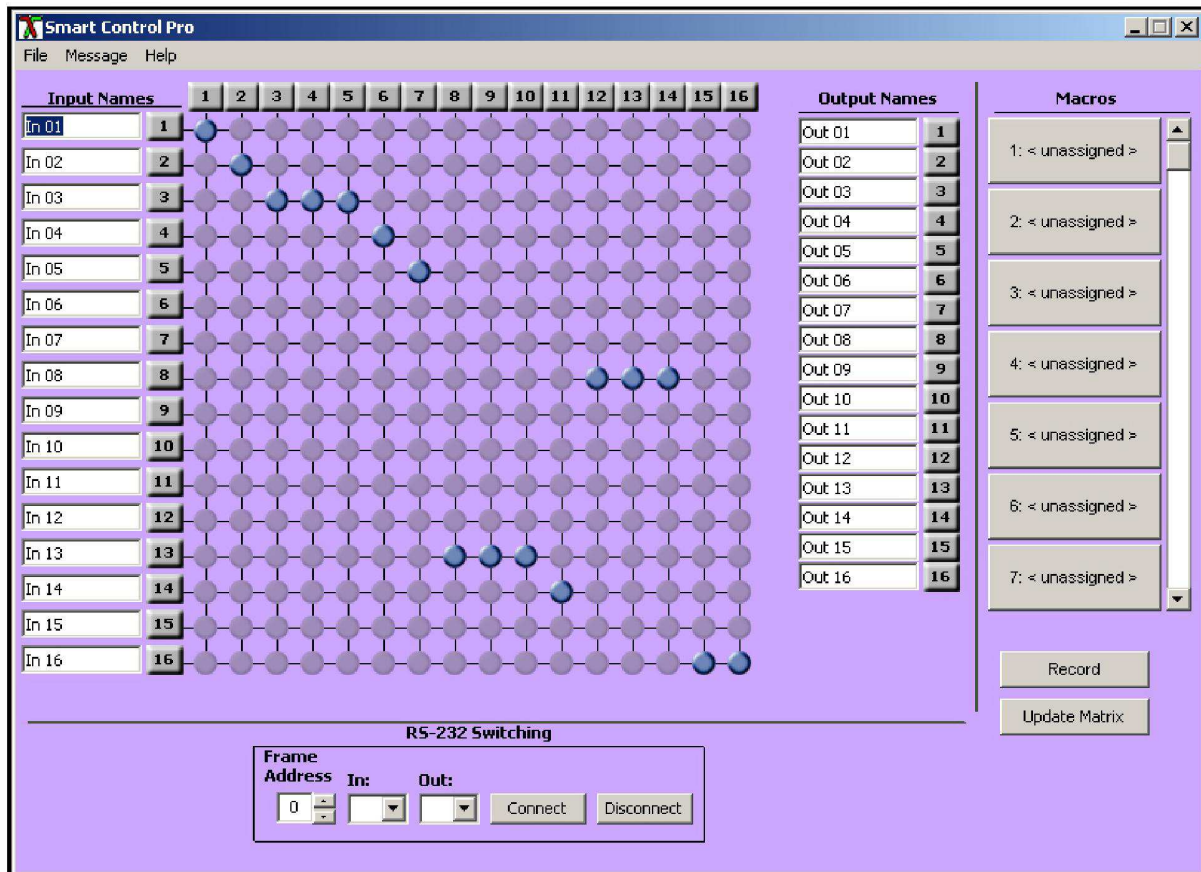 Smart Control Pro
File Message Help
Input Names
1 2 3 4 5 6 7 8 9 10 11 12 13 14 15 16
In 01 1
In 02 2
In 03 3
In 04 4
In 05 5
In 06 6
In 07 7
In 08 8
In 09 9
In 10 10
In 11 11
In 12 12
In 13 13
In 14 14
In 15 15
In 16 16
Output Names
Out 01 1
Out 02 2
Out 03 3
Out 04 4
Out 05 5
Out 06 6
Out 07 7
Out 08 8
Out 09 9
Out 10 10
Out 11 11
Out 12 12
Out 13 13
Out 14 14
Out 15 15
Out 16 16
Macros
1: < unassigned >
2: < unassigned >
3: < unassigned >
4: < unassigned >
5: < unassigned >
6: < unassigned >
7: < unassigned >
Record
Update Matrix
RS-232 Switching
Frame
Address In: Out:
0 Connect Disconnect